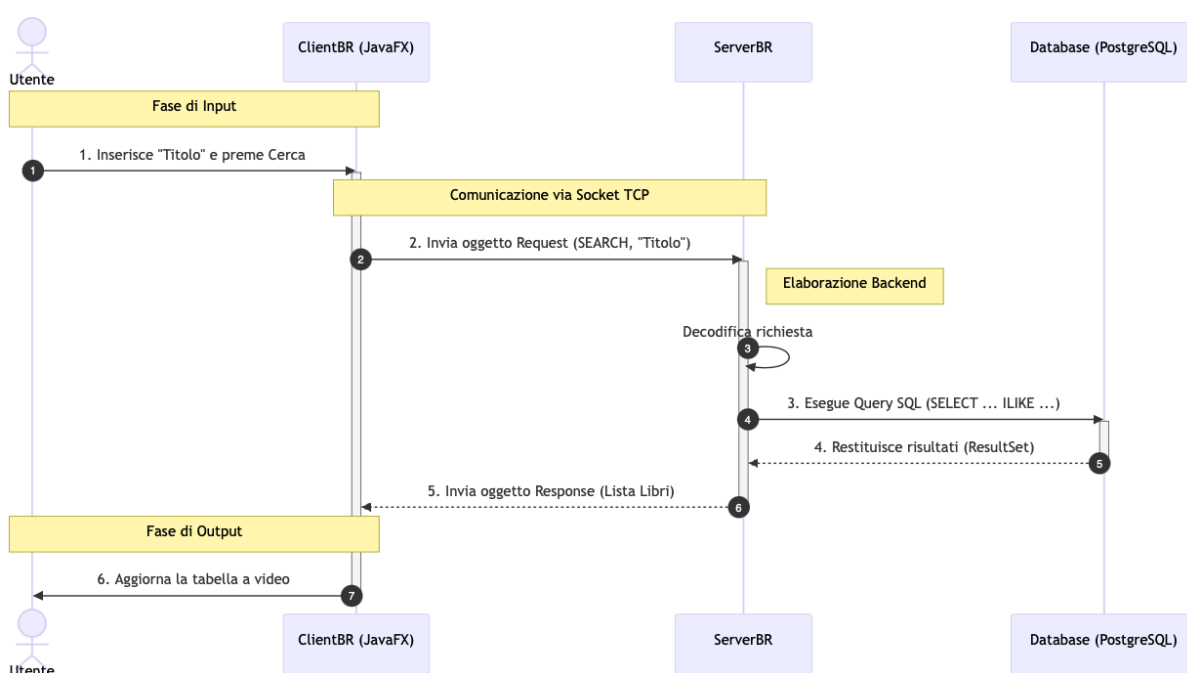 Utente
ClientBR (JavaFX)
ServerBR
Database (PostgreSQL)
Fase di Input
1. Inserisce "Titolo" e preme Cerca
1
Comunicazione via Socket TCP
2. Invia oggetto Request (SEARCH, "Titolo")
2
Elaborazione Backend
Decodifica richiesta
3
3. Esegue Query SQL (SELECT ... ILIKE ...)
4
4. Restituisce risultati (ResultSet)
5
5. Invia oggetto Response (Lista Libri)
6
Fase di Output
6. Aggiorna la tabella a video
7
ClientBR (JavaFX)
ServerBR
Database (PostgreSQL)
Utente